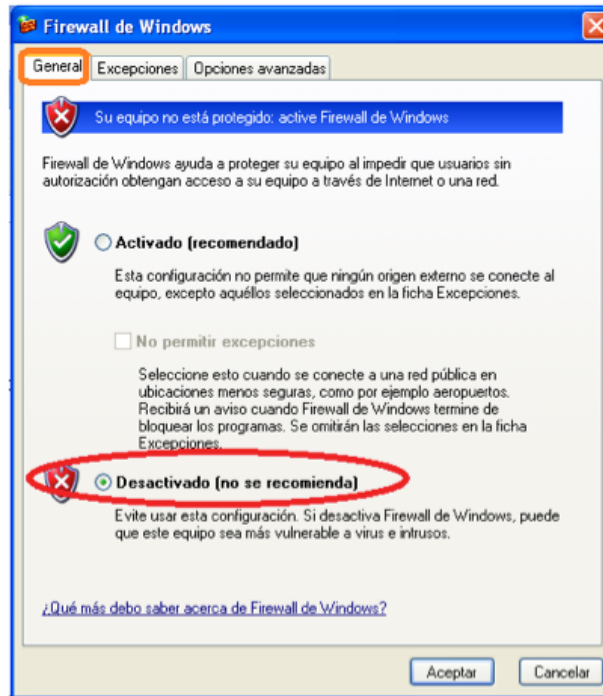 Firewall de Windows
General
Excepciones
Opciones avanzadas
Su equipo no está protegido: active Firewall de Windows
Firewall de Windows ayuda a proteger su equipo al impedir que usuarios sin
autorización obtengan acceso a su equipo a través de Internet o una red.
Activado (recomendado)
Esta configuración no permite que ningún origen externo se conecte al
equipo, excepto aquéllos seleccionados en la ficha Excepciones.
No permitir excepciones
Seleccione esto cuando se conecte a una red pública en
ubicaciones menos seguras, como por ejemplo aeropuertos.
Recibirá un aviso cuando Firewall de Windows termine de
bloquear los programas. Se omitirán las selecciones en la ficha
Excepciones.
Desactivado (no se recomienda)
Evite usar esta configuración. Si desactiva Firewall de Windows, puede
que este equipo sea más vulnerable a virus e intrusos.
¿Qué más debo saber acerca de Firewall de Windows?
Aceptar
Cancelar